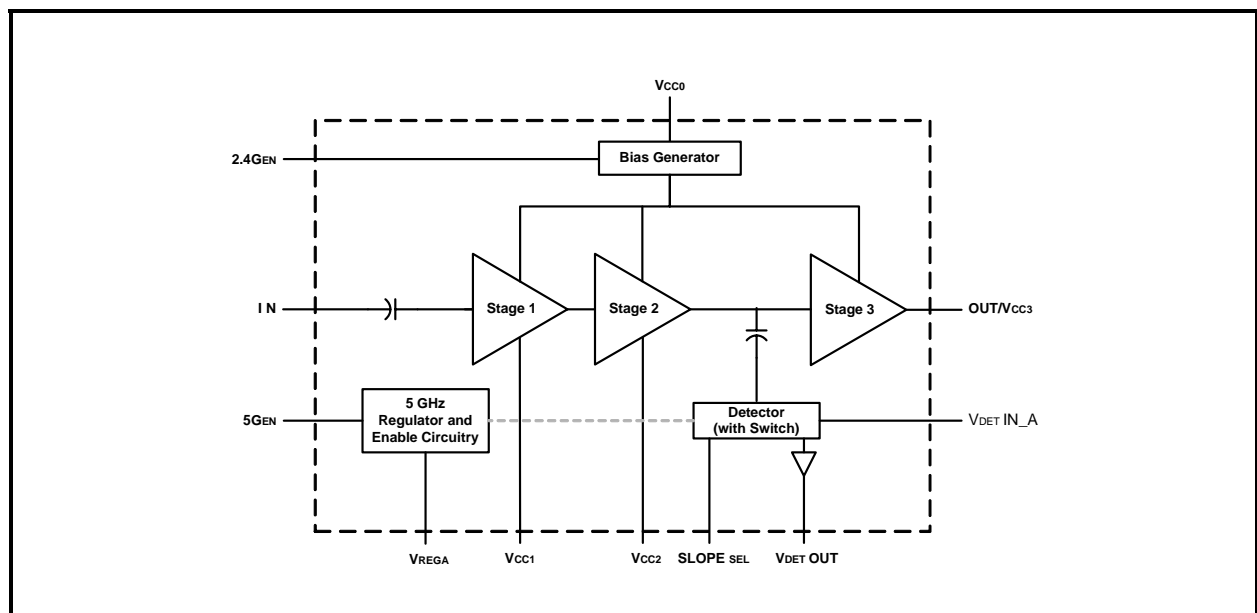 VCC0
2.4GEN
Bias Generator
IN
Stage 1
Stage 2
Stage 3
OUT/VCC3
5GEN
5 GHz
Regulator and
Enable Circuitry
Detector
(with Switch)
VDET IN_A
VREGA
VCC1
VCC2
SLOPE SEL
VDET OUT